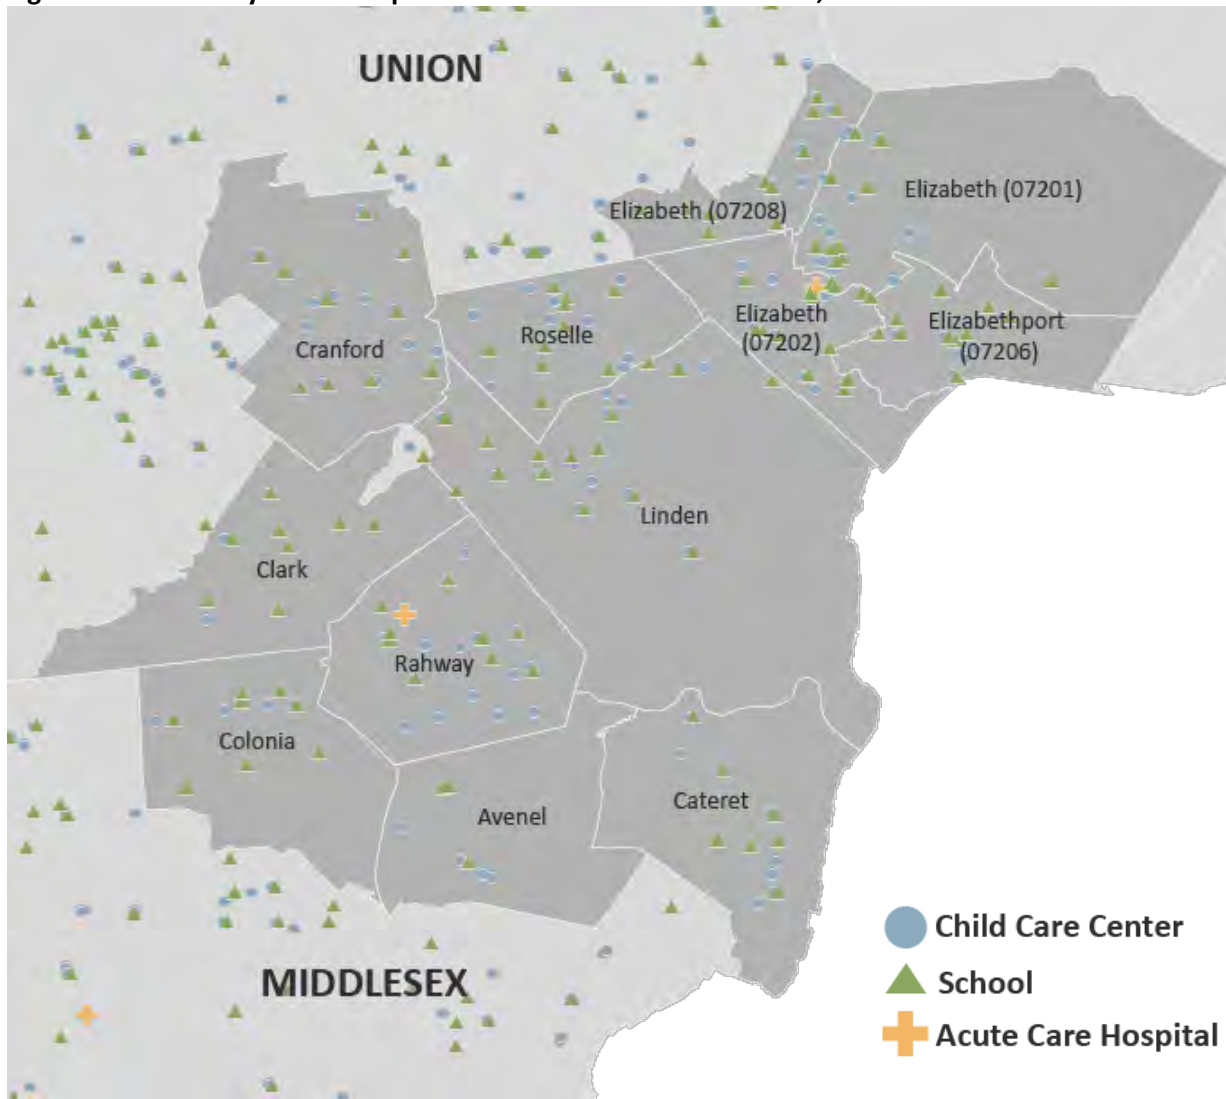 UNION
Elizabeth (07201)
Elizabeth (07208)
Elizabeth
(07202)
Elizabethport
(07206)
Roselle
Cranford
Linden
Clark
Rahway
Colonia
Cateret
Avenel
Child Care Center
MIDDLESEX
School
Acute Care Hospital